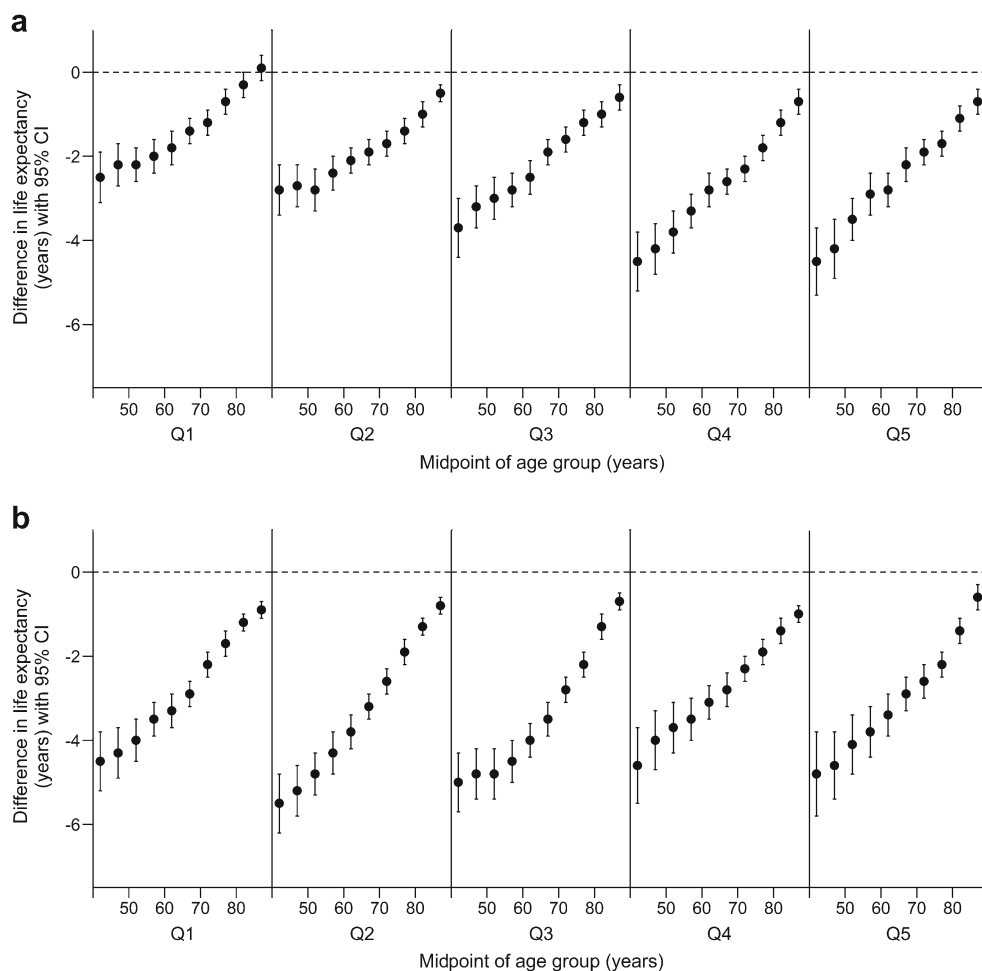 a
Difference in life expectancy
(years) with 95% CI
0
-2
-4
-6
50 60 70 80 50 60 70 80 50 60 70 80 50 60 70 80 50 60 70 80
Q1 Q2 Q3 Q4 Q5
Midpoint of age group (years)
b
Difference in life expectancy
(years) with 95% CI
0
-2
-4
-6
50 60 70 80 50 60 70 80 50 60 70 80 50 60 70 80 50 60 70 80
Q1 Q2 Q3 Q4 Q5
Midpoint of age group (years)